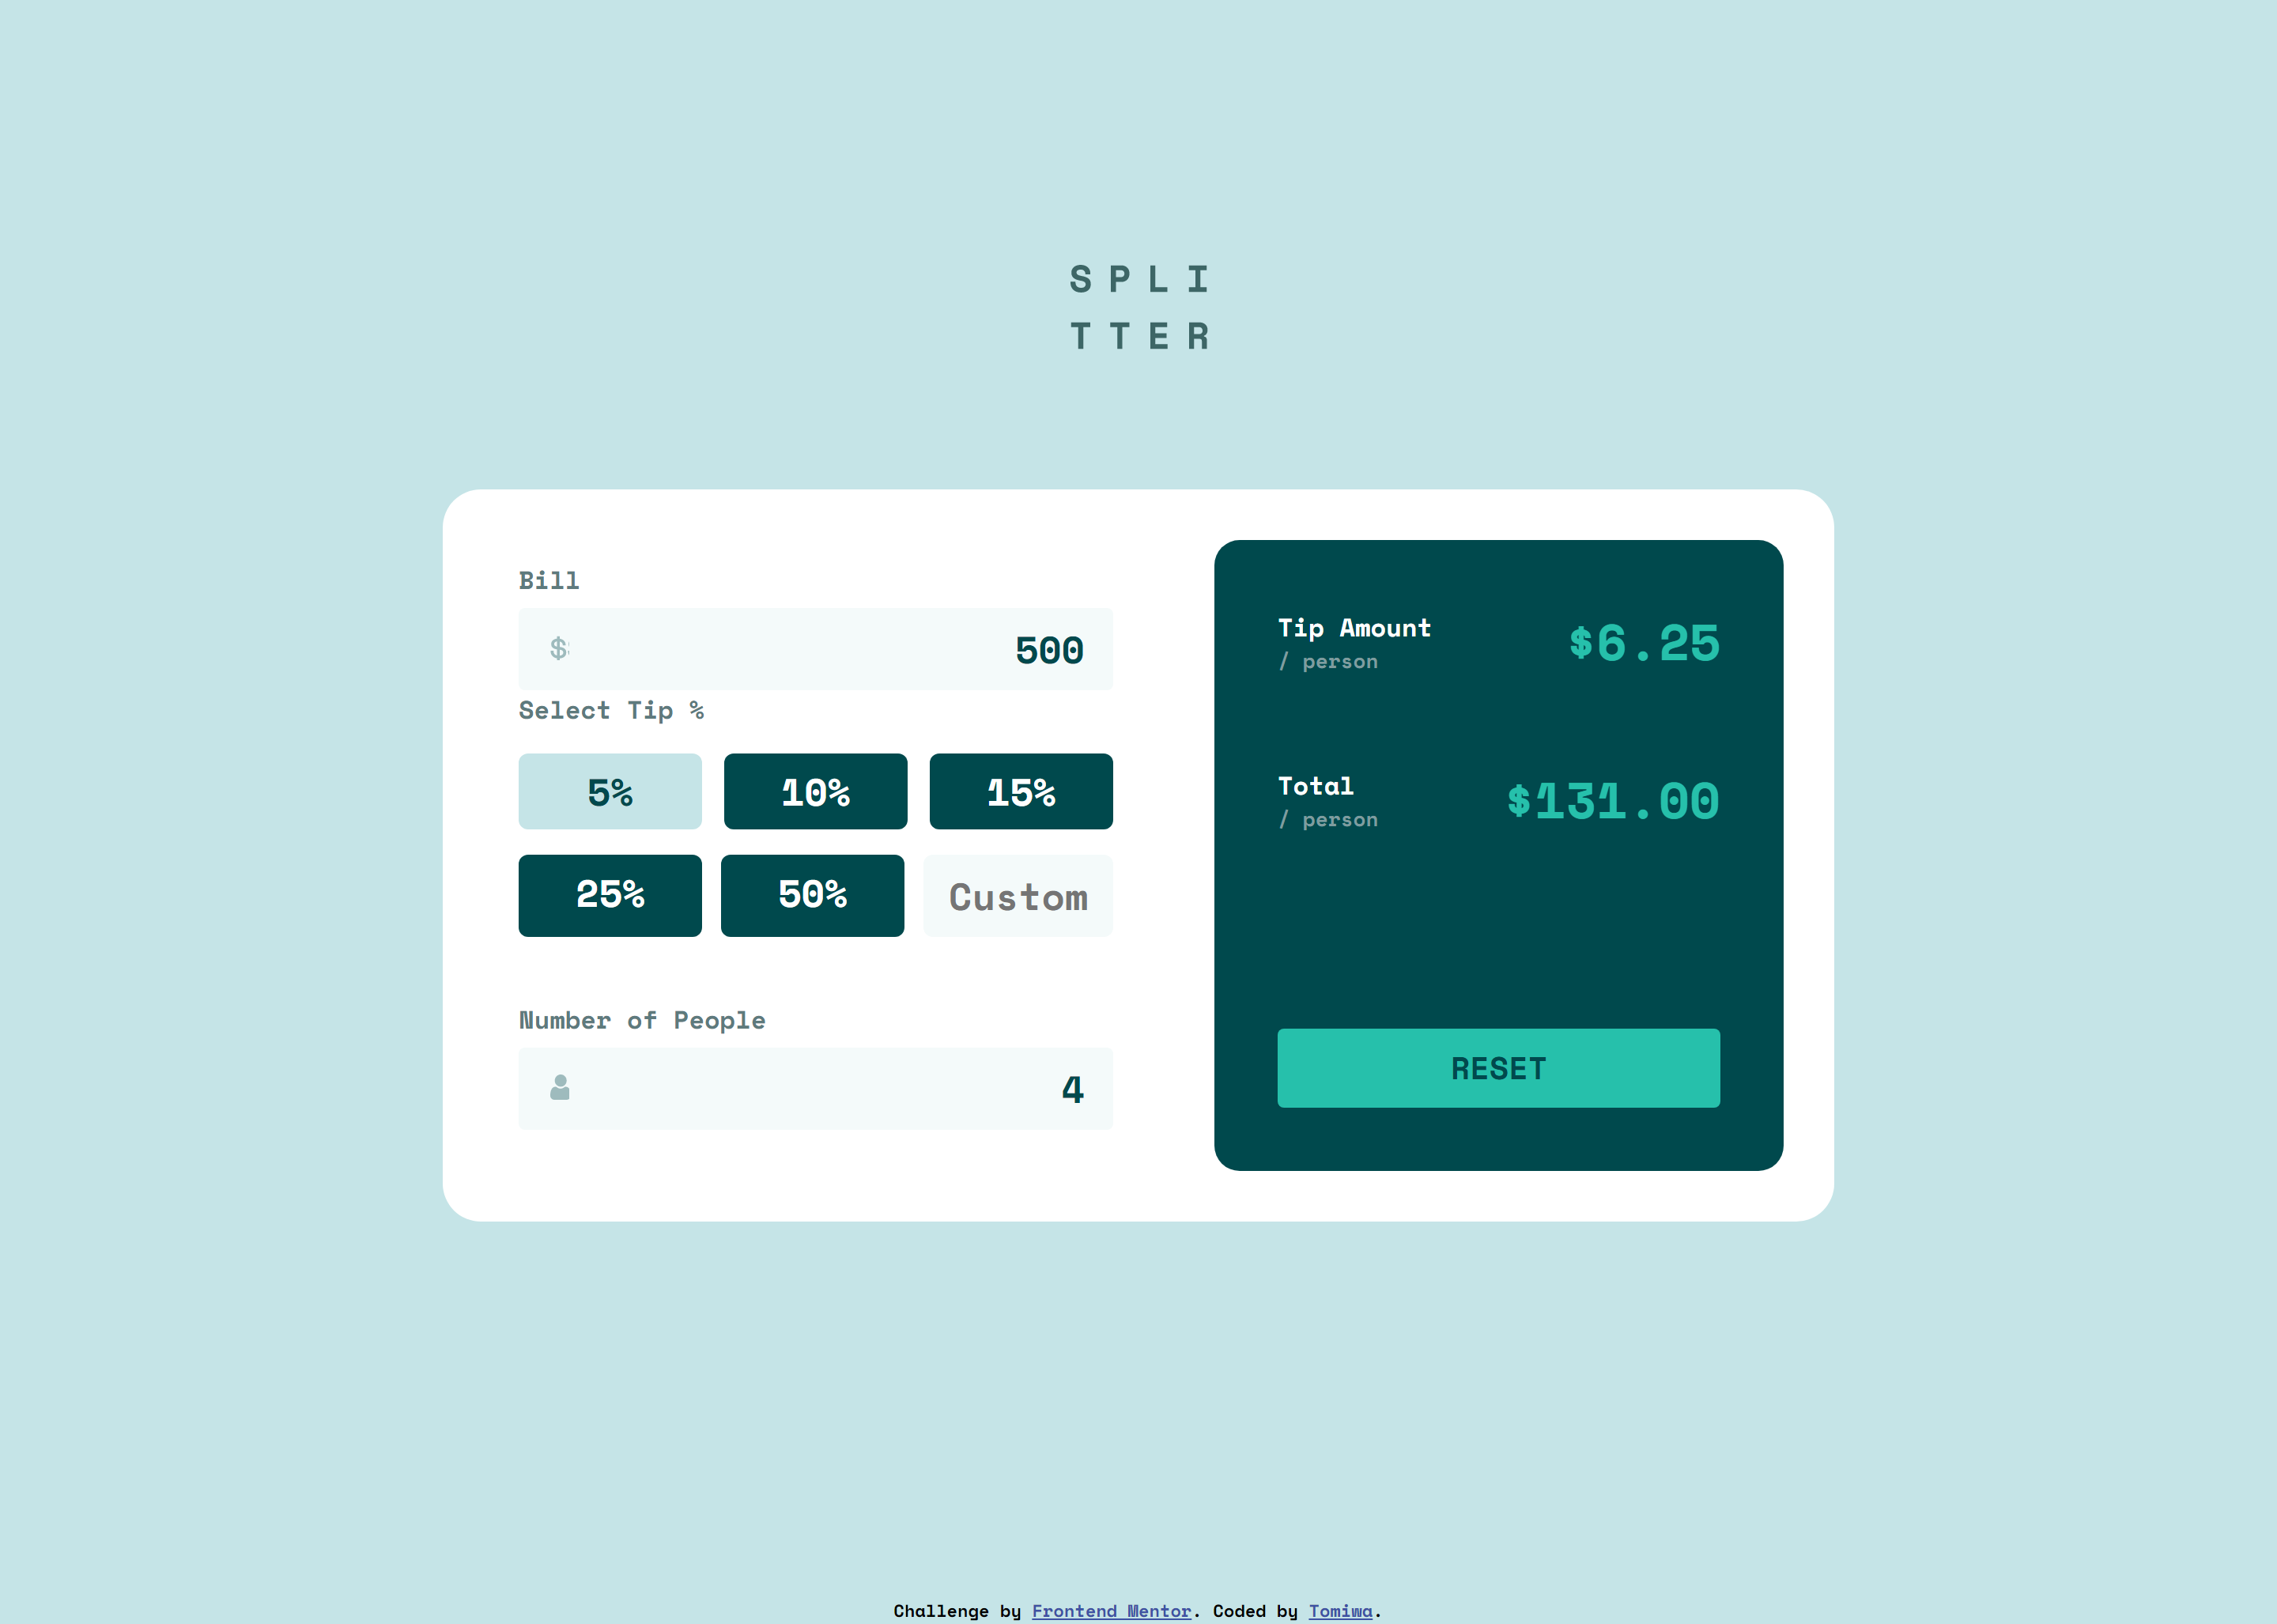 S P L I
T T E R
Bill
$
500
Select Tip %
5%
10%
15%
25%
50%
Custom
Number of People
4
Tip Amount
/ person
$6.25
Total
/ person
$131.00
RESET
Challenge by Frontend Mentor. Coded by Tomiwa.